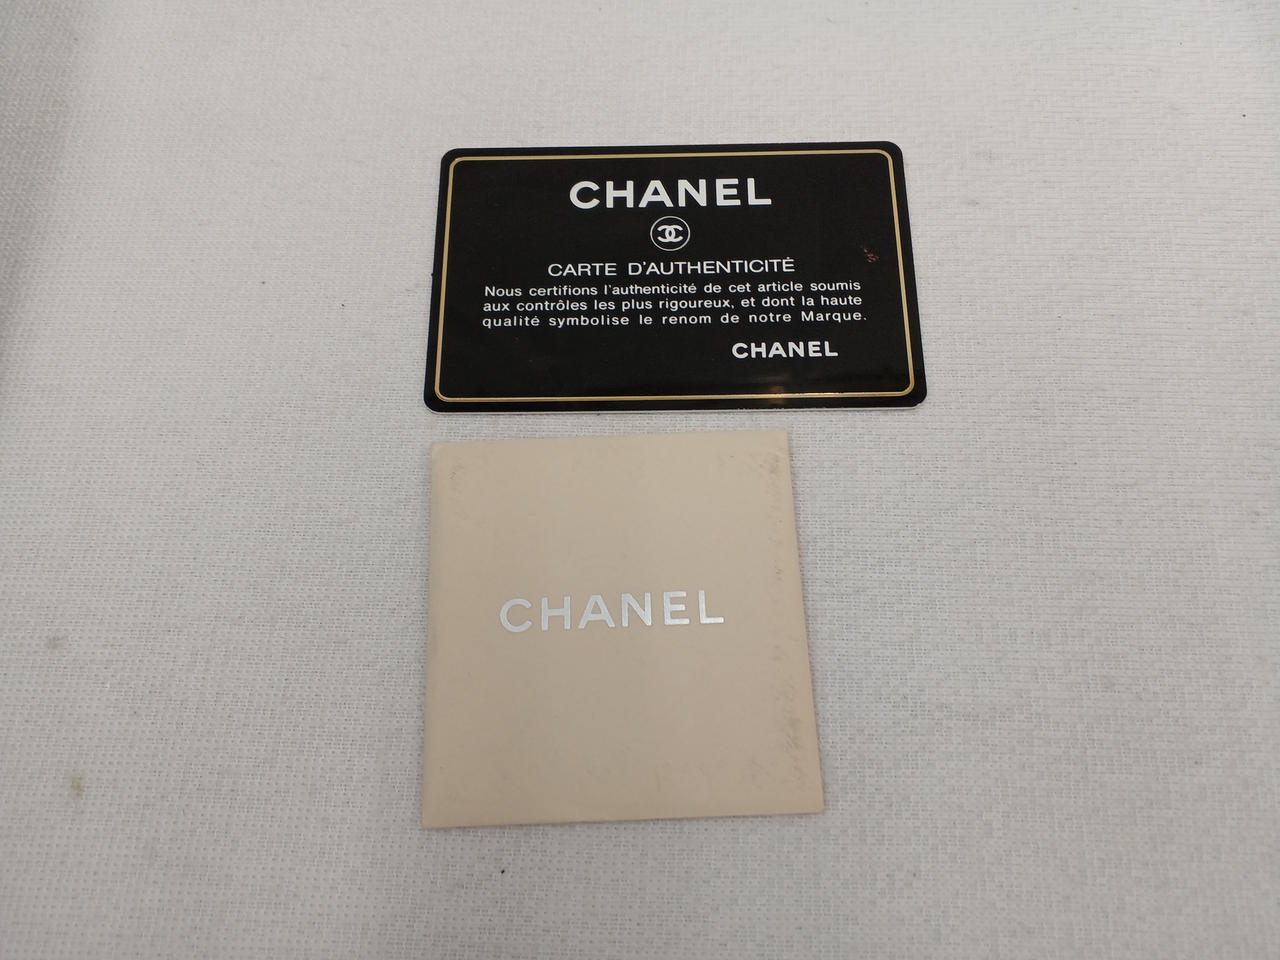 CHANEL
CARTE D'AUTHENTICITÉ
Nous certifions l'authenticité de cet article soumis
aux contrôles les plus rigoureux, et dont la haute
qualité symbolise le renom de notre Marque.
CHANEL
CHANEL